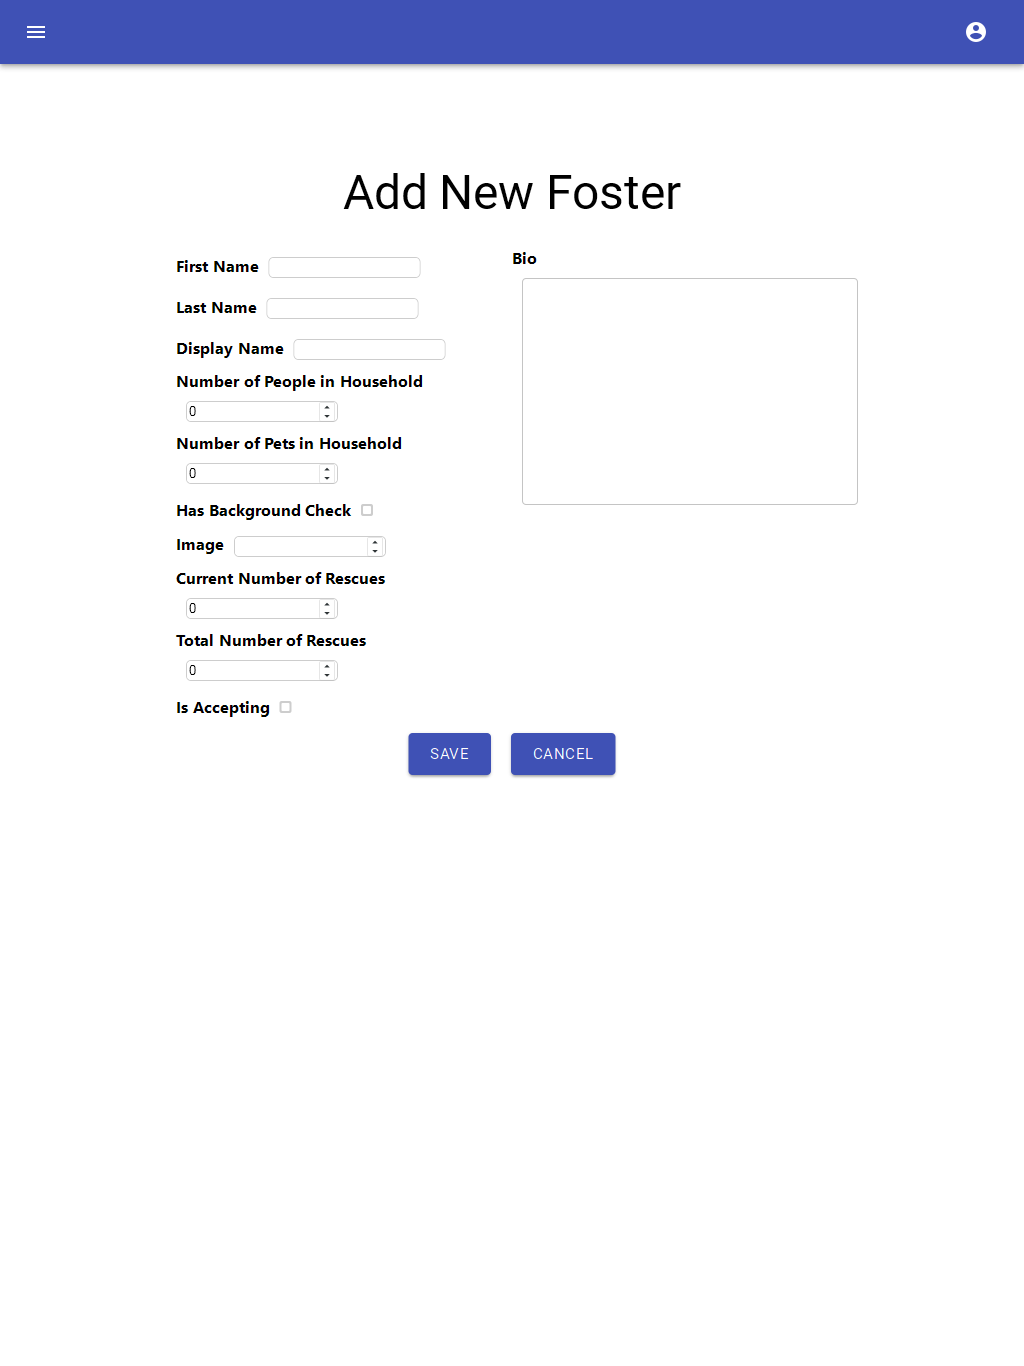 Add New Foster
First Name
Last Name
Display Name
Number of People in Household
0
Number of Pets in Household
0
Has Background Check
Image
Current Number of Rescues
0
Total Number of Rescues
0
Is Accepting
Bio
SAVE CANCEL